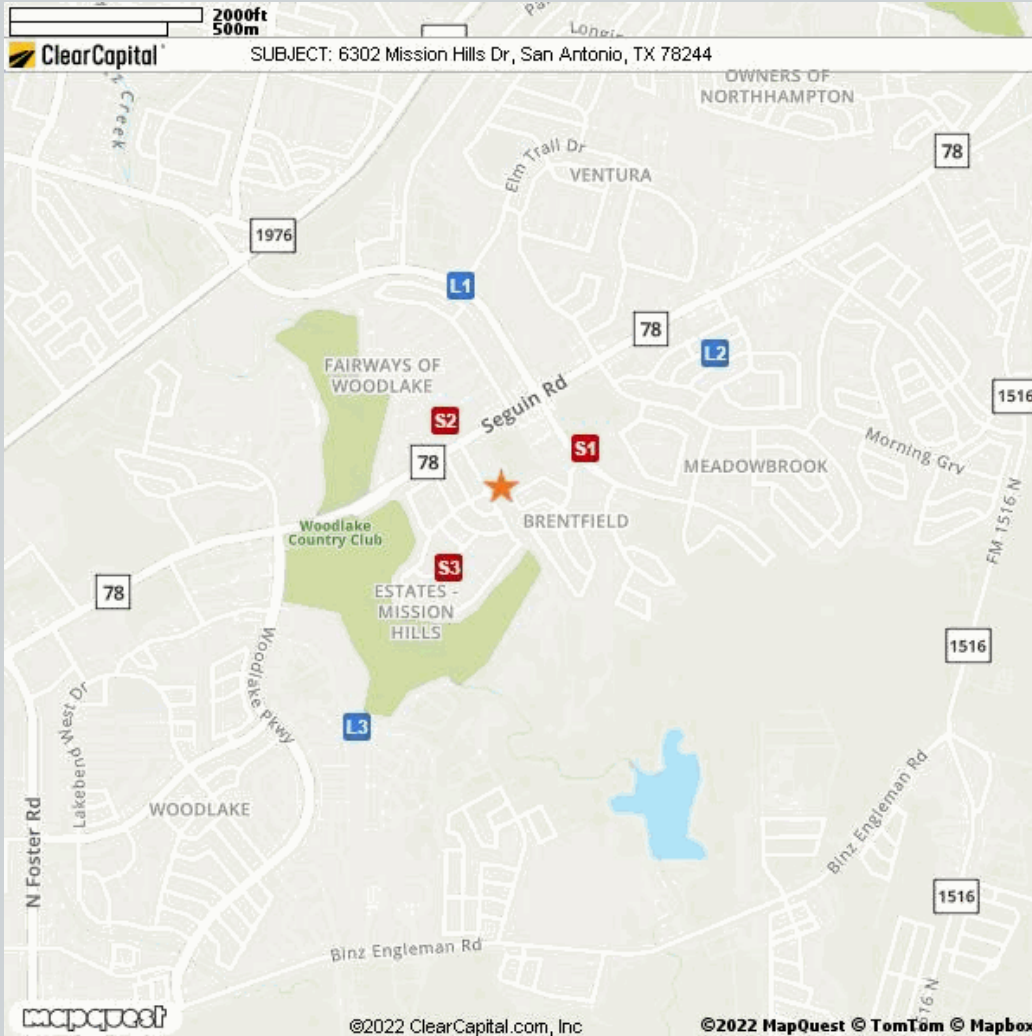 2000ft
500m
ClearCapital
SUBJECT: 6302 Mission Hills Dr, San Antonio, TX 78244
Creek
OWNERS OF
NORTHHAMPTON
78
Elm Trail Dr
VENTURA
1976
L1
78
L2
FAIRWAYS OF
WOODLAKE
Seguin Rd
1516
S2
S1
78
Morning Grv
MEADOWBROOK
FM 1516 N
BRENTFIELD
Woodlake
Country Club
78
S3
ESTATES -
MISSION
HILLS
1516
Woodlake Pkwy
Lakebend West Dr
L3
WOODLAKE
Binz Engleman Rd
N Foster Rd
1516
Binz Engleman Rd
mapquest
©2022 ClearCapital.com, Inc
©2022 MapQuest © TomTom © Mapbox